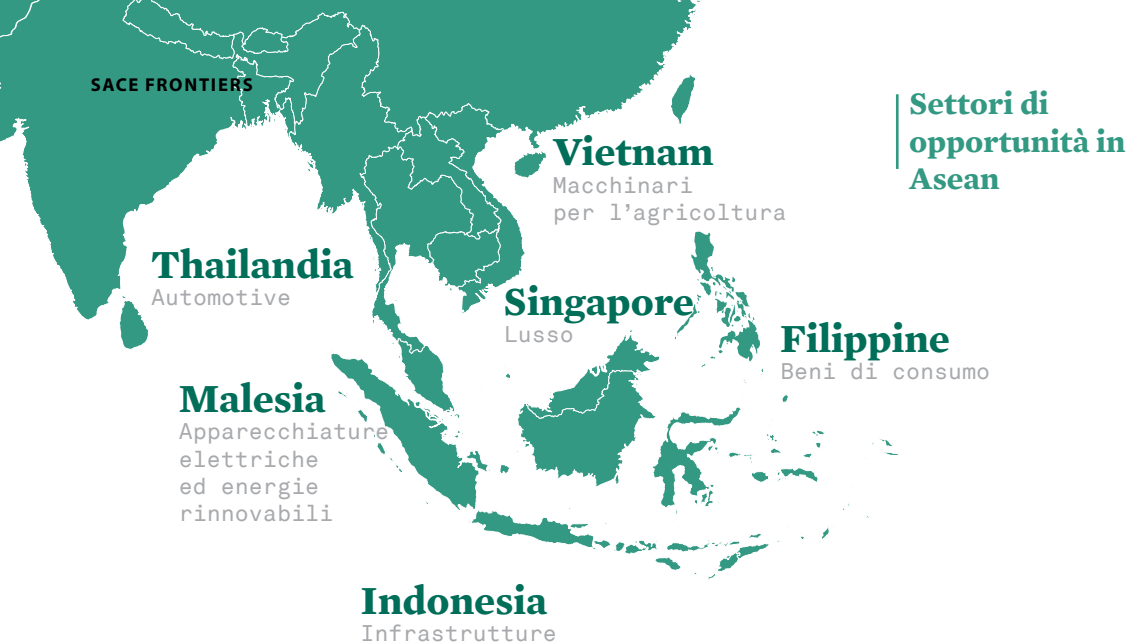 SACE FRONTIERS
Settori di
opportunità in
Asean
Vietnam
Macchinari
per l’agricoltura
Thailandia
Automotive
Singapore
Lusso
Filippine
Beni di consumo
Malesia
Apparecchiature
elettriche
ed energie
rinnovabili
Indonesia
Infrastrutture